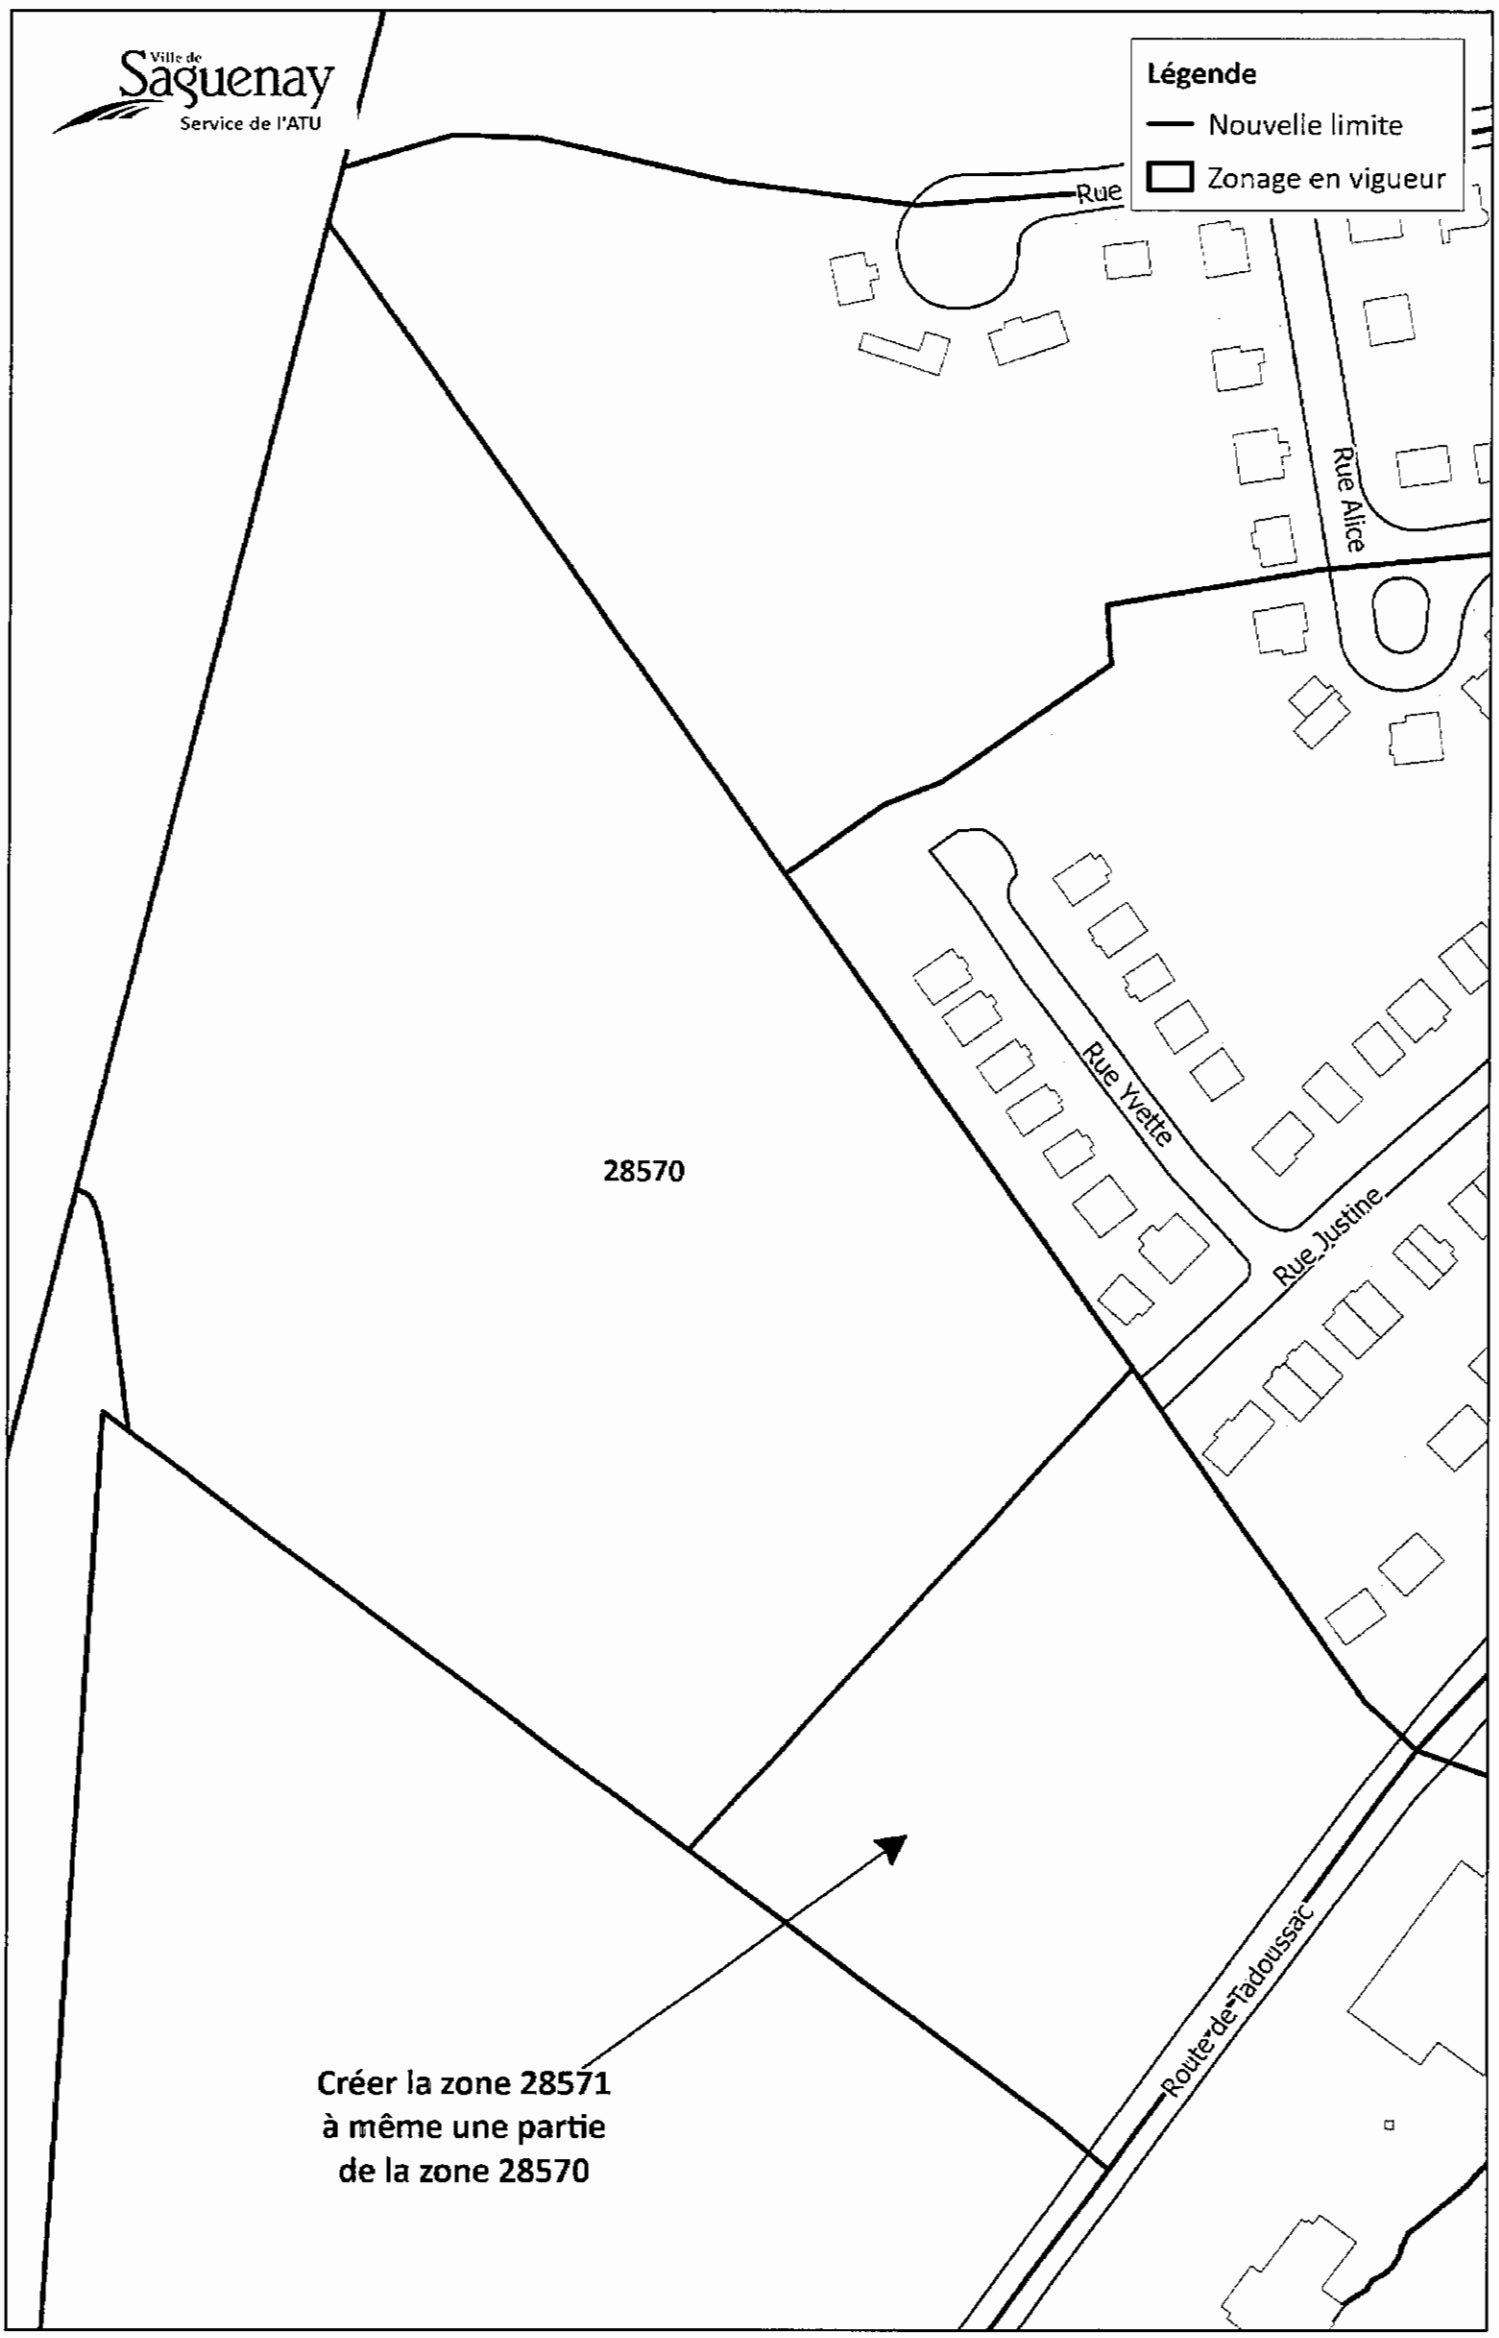 Ville de
Saguenay
Service de l'ATU
Légende
Nouvelle limite
Zonage en vigueur
Rue
Rue Alice
Rue Yvette
28570
Rue Justine
Route de Tadoussac
Créer la zone 28571
à même une partie
de la zone 28570